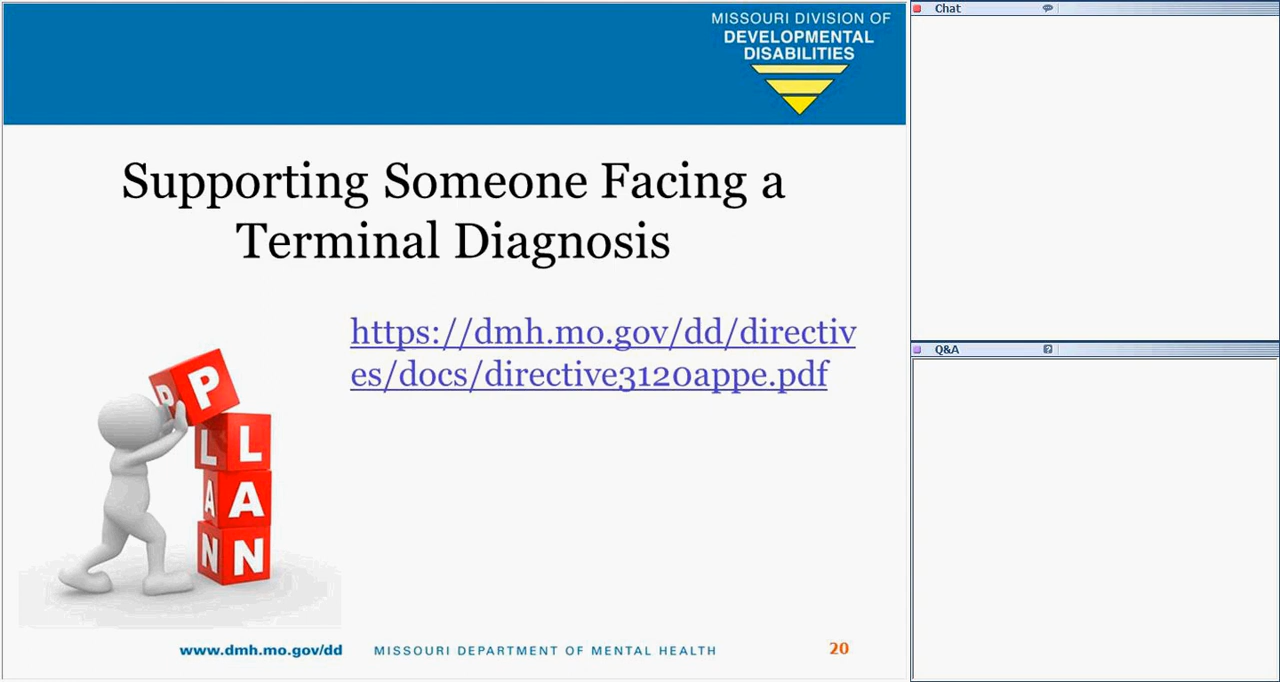 MISSOURI DIVISION OF
DEVELOPMENTAL
DISABILITIES
Supporting Someone Facing a
Terminal Diagnosis
https://dmh.mo.gov/dd/directiv
es/docs/directive3120appe.pdf
P P
L L
A A
N N
www.dmh.mo.gov/dd MISSOURI DEPARTMENT OF MENTAL HEALTH 20
Chat
Q&A